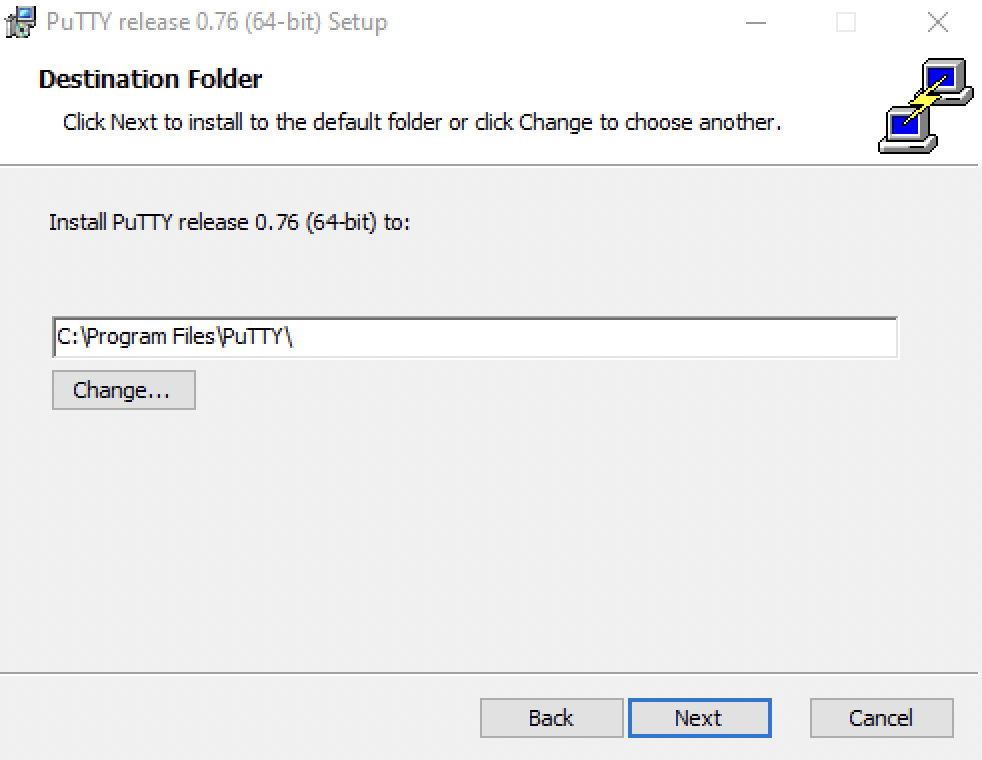 PuTTY release 0.76 (64-bit) Setup
Destination Folder
Click Next to install to the default folder or click Change to choose another.
Install PuTTY release 0.76 (64-bit) to:
C:\Program Files\PuTTY\
Change...
Back
Next
Cancel